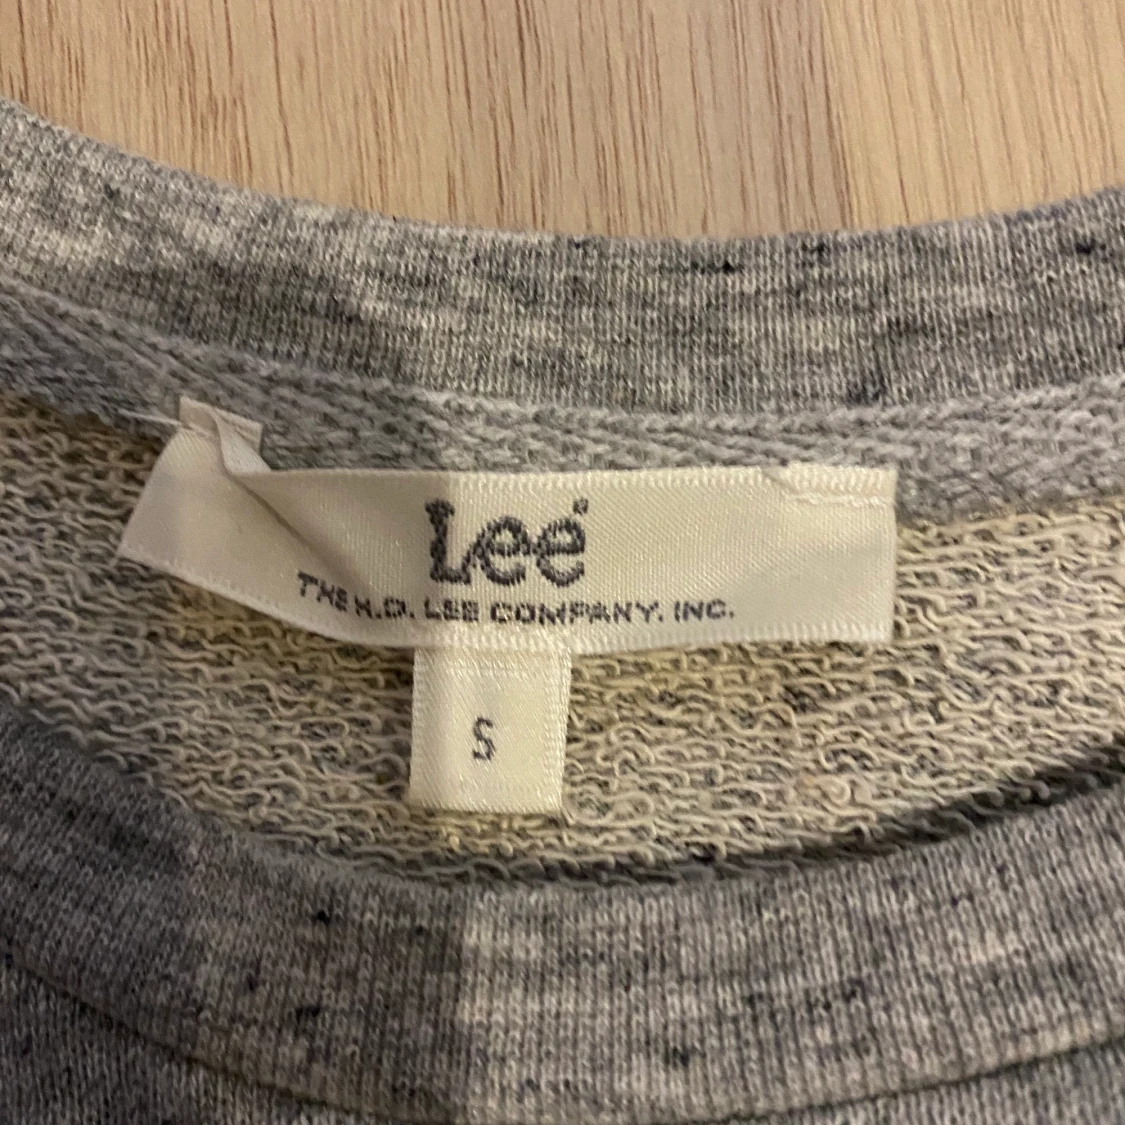 Lee®
THE H.D. LEE COMPANY. INC.
S